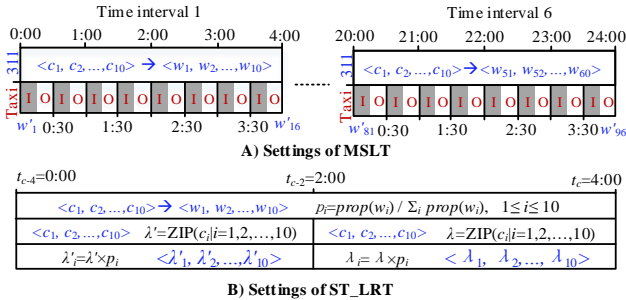 Time interval 1 Time interval 6
0:00 1:00 2:00 3:00 4:00 20:00 21:00 22:00 23:00 24:00
311 <c1, c2,...,c10> → <w1, w2,...,w10> 311 <c1, c2,...,c10> → <w51, w52,...,w60>
Taxi I O I O I O I O I O I O I O I O Taxi I O I O I O I O I O I O I O I O
w'1 0:30 1:30 2:30 3:30 w'16 w'81 0:30 1:30 2:30 3:30 w'96
A) Settings of MSLT
tc-4=0:00 tc-2=2:00 tc=4:00
<c1, c2,...,c10> → <w1, w2,...,w10> pi=prop(wi) / Σi prop(wi), 1≤ i≤ 10
<c1, c2,...,c10> λ'=ZIP(ci|i=1,2,...,10) <c1, c2,...,c10> λ=ZIP(ci|i=1,2,...,10)
λ'i=λ'×pi <λ'1, λ'2,...,λ'10> λi= λ×pi < λ1, λ2,..., λ10>
B) Settings of ST_LRT